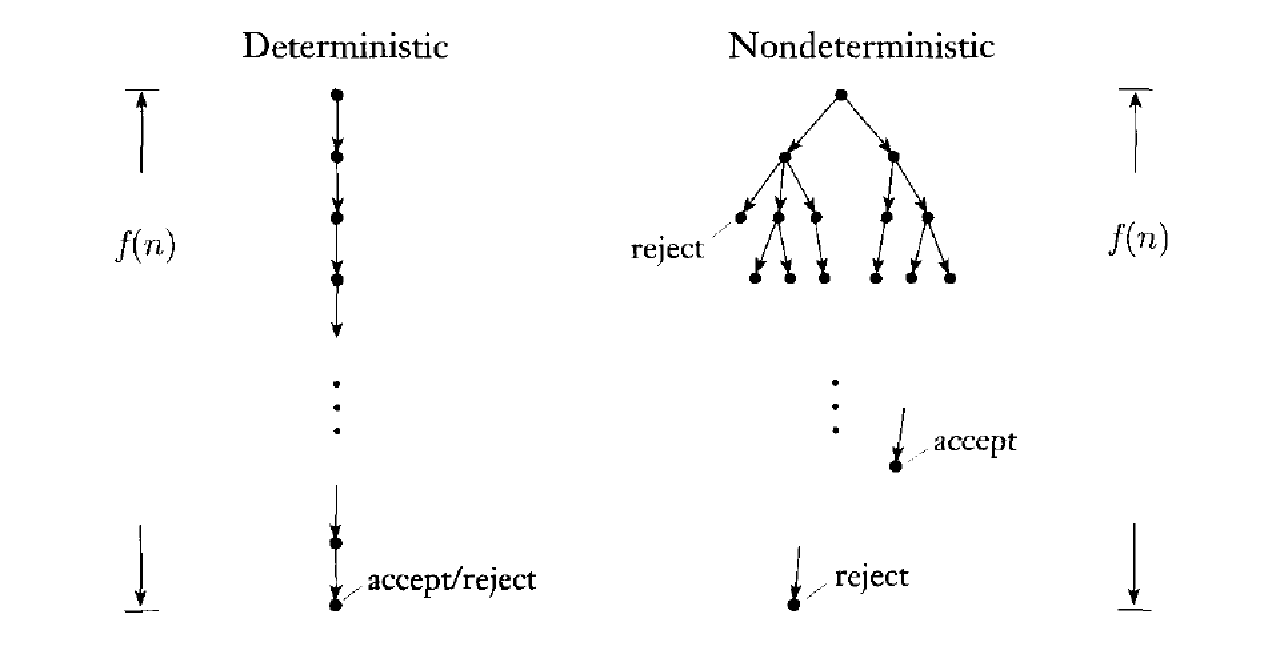 Deterministic
Nondeterministic
f(n)
reject
f(n)
accept
accept/reject
reject